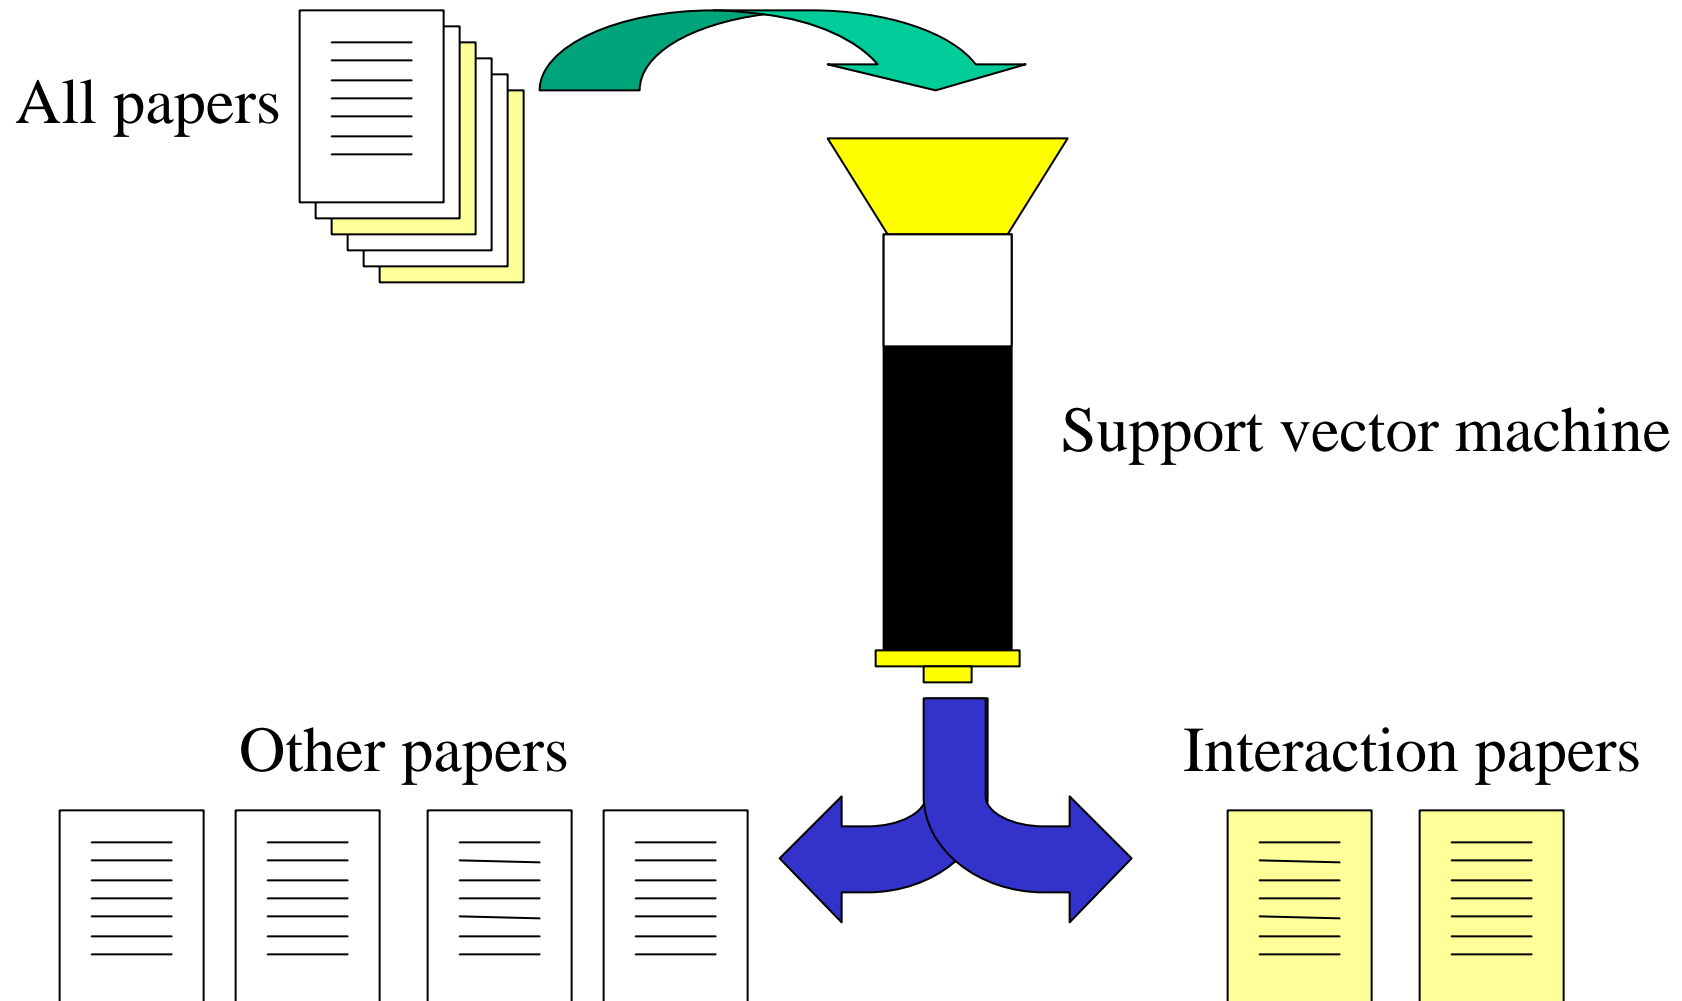 All papers
Support vector machine
Other papers
Interaction papers